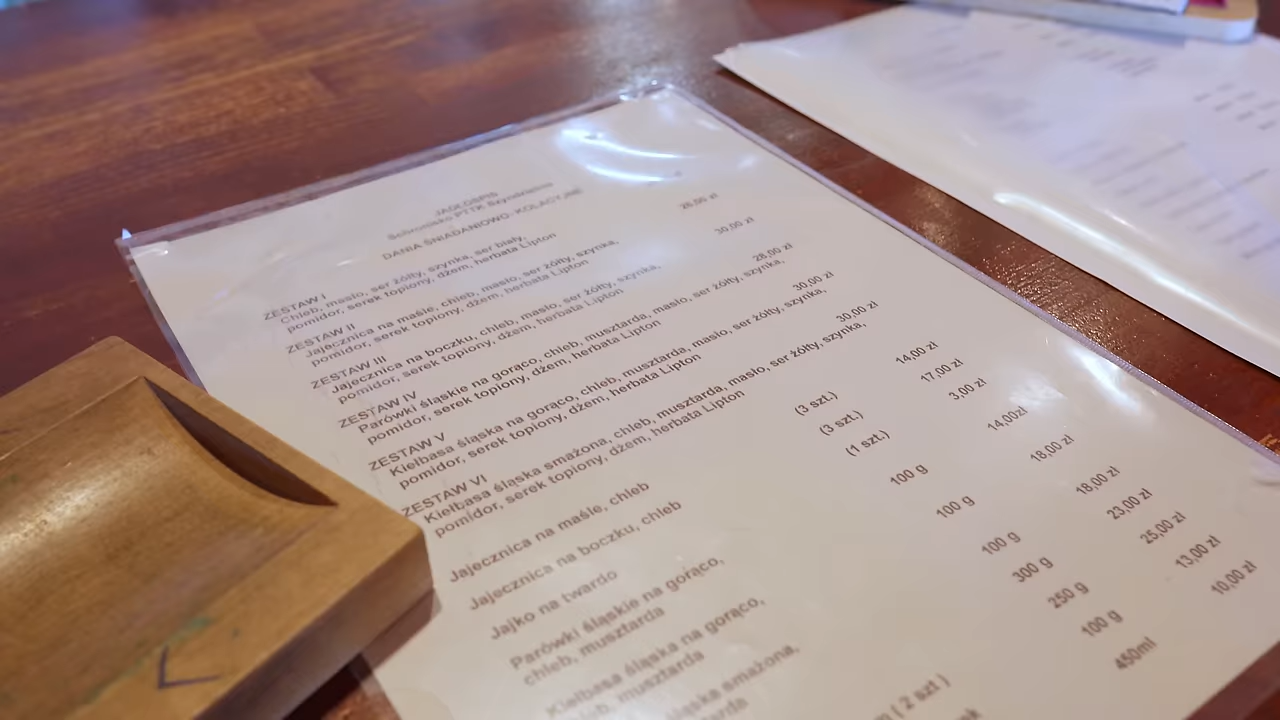 JADŁOSPIS
Schronisko PTTK Szyndzielnia
DANIA ŚNIADANIOWO- KOLACYJNE
ZESTAW I
Chleb, masło, ser żółty, szynka, ser biały,
pomidor, serek topiony, dżem, herbata Lipton
ZESTAW II 28,00 zł
Jajecznica na maśle, chleb, masło, ser żółty, szynka,
pomidor, serek topiony, dżem, herbata Lipton
ZESTAW III 30,00 zł
Jajecznica na boczku, chleb, masło, ser żółty, szynka,
pomidor, serek topiony, dżem, herbata Lipton
ZESTAW IV 28,00 zł
Parówki śląskie na gorąco, chleb, musztarda, masło, ser żółty, szynka,
pomidor, serek topiony, dżem, herbata Lipton
ZESTAW V 30,00 zł
Kiełbasa śląska na gorąco, chleb, musztarda, masło, ser żółty, szynka,
pomidor, serek topiony, dżem, herbata Lipton
ZESTAW VI 30,00 zł
Kiełbasa śląska smażona, chleb, musztarda, masło, ser żółty, szynka,
pomidor, serek topiony, dżem, herbata Lipton
Jajecznica na maśle, chleb (3 szt.) 14,00 zł
Jajecznica na boczku, chleb (3 szt.) 17,00 zł
Jajko na twardo (1 szt.) 3,00 zł
Parówki śląskie na gorąco, 100 g 14,00zł
chleb, musztarda
Kiełbasa śląska na gorąco, 100 g 18,00 zł
musztarda
śląska smażona, 100 g 18,00 zł
musztarda
300 g 23,00 zł
250 g 25,00 zł
( 2 szt ) 100 g 13,00 zł
450ml 10,00 zł